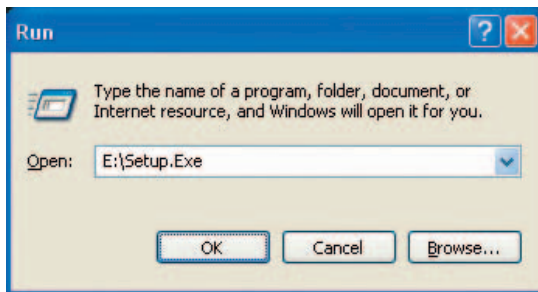 Run
Type the name of a program, folder, document, or
Internet resource, and Windows will open it for you.
Open: E:\Setup.Exe
OK Cancel Browse...